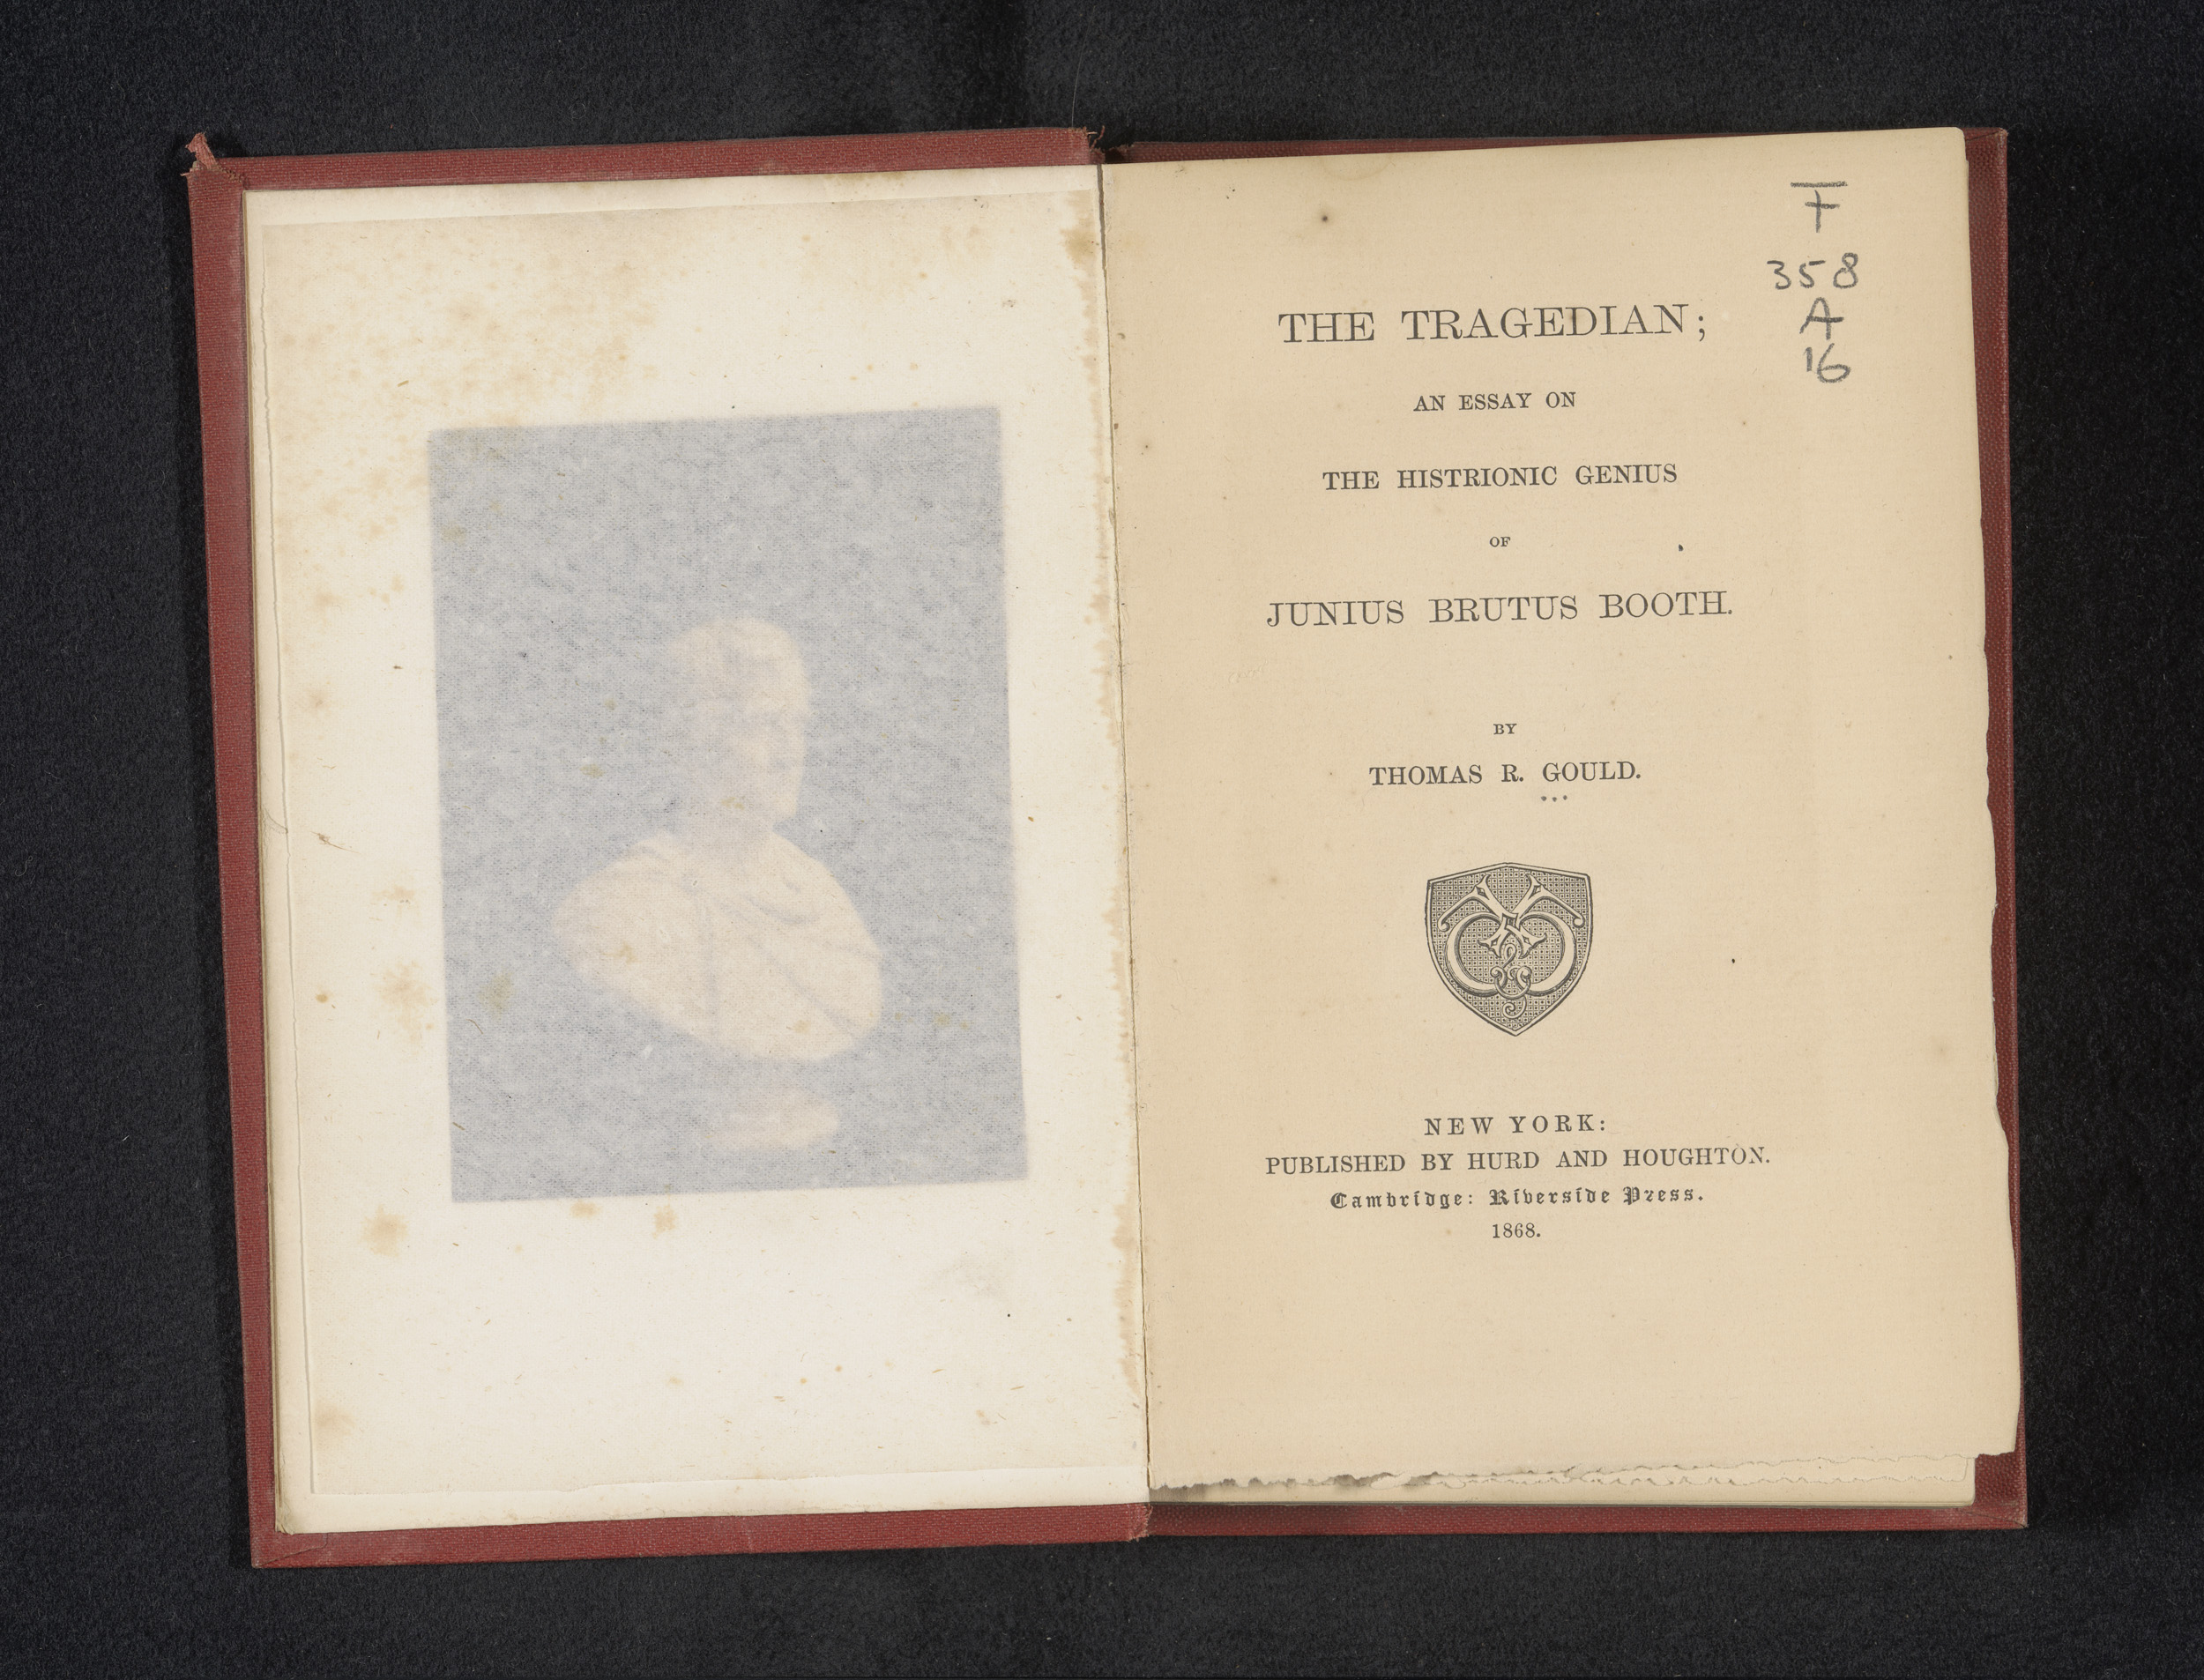 T
358
A
16
THE TRAGEDIAN;
AN ESSAY ON
THE HISTRIONIC GENIUS
OF
JUNIUS BRUTUS BOOTH.
BY
THOMAS R. GOULD.
NEW YORK:
PUBLISHED BY HURD AND HOUGHTON.
Cambridge: Riverside Press.
1868.